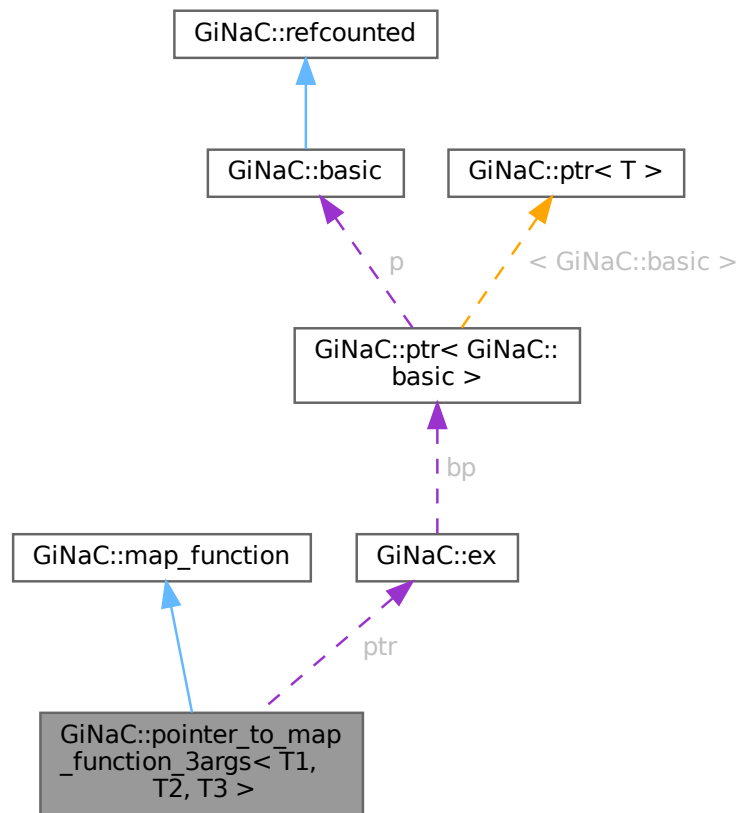 GiNaC::refcounted
GiNaC::basic
GiNaC::ptr< T >
p
< GiNaC::basic >
GiNaC::ptr< GiNaC::
basic >
bp
GiNaC::map_function
GiNaC::ex
ptr
GiNaC::pointer_to_map
_function_3args< T1,
T2, T3 >